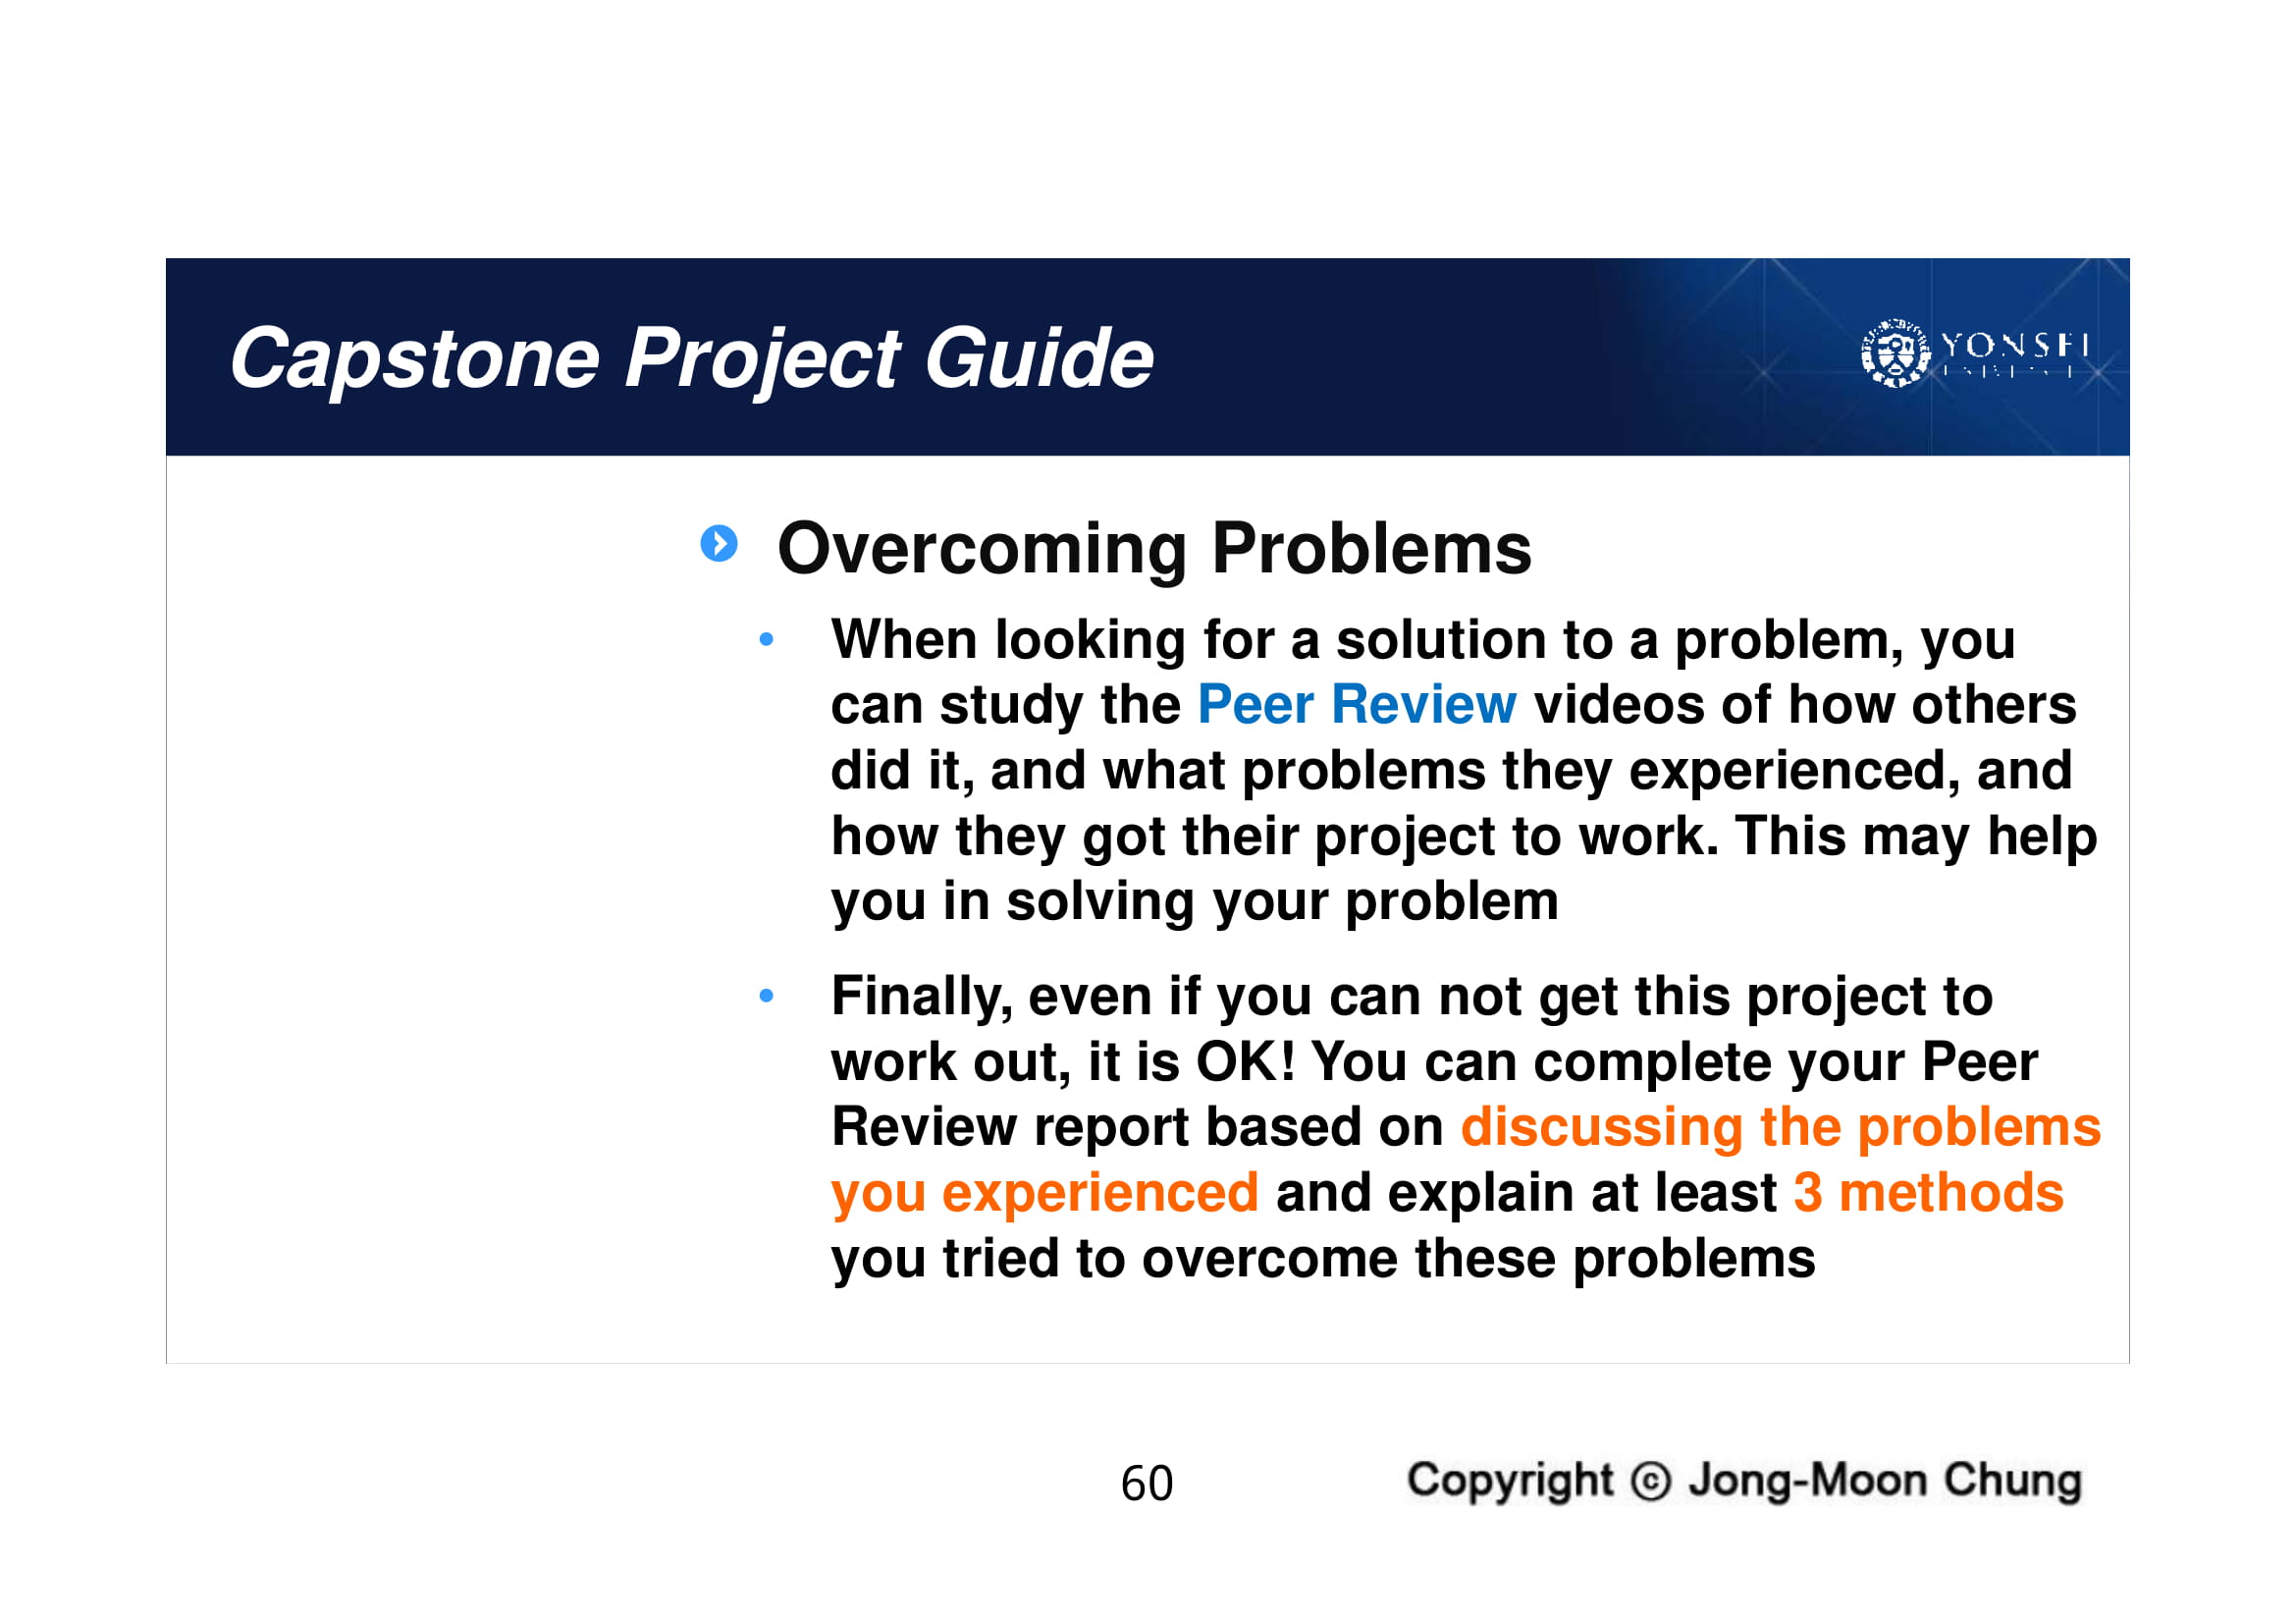 Capstone Project Guide
YONSEI
Overcoming Problems
• When looking for a solution to a problem, you
can study the Peer Review videos of how others
did it, and what problems they experienced, and
how they got their project to work. This may help
you in solving your problem
• Finally, even if you can not get this project to
work out, it is OK! You can complete your Peer
Review report based on discussing the problems
you experienced and explain at least 3 methods
you tried to overcome these problems
60
Copyright © Jong-Moon Chung